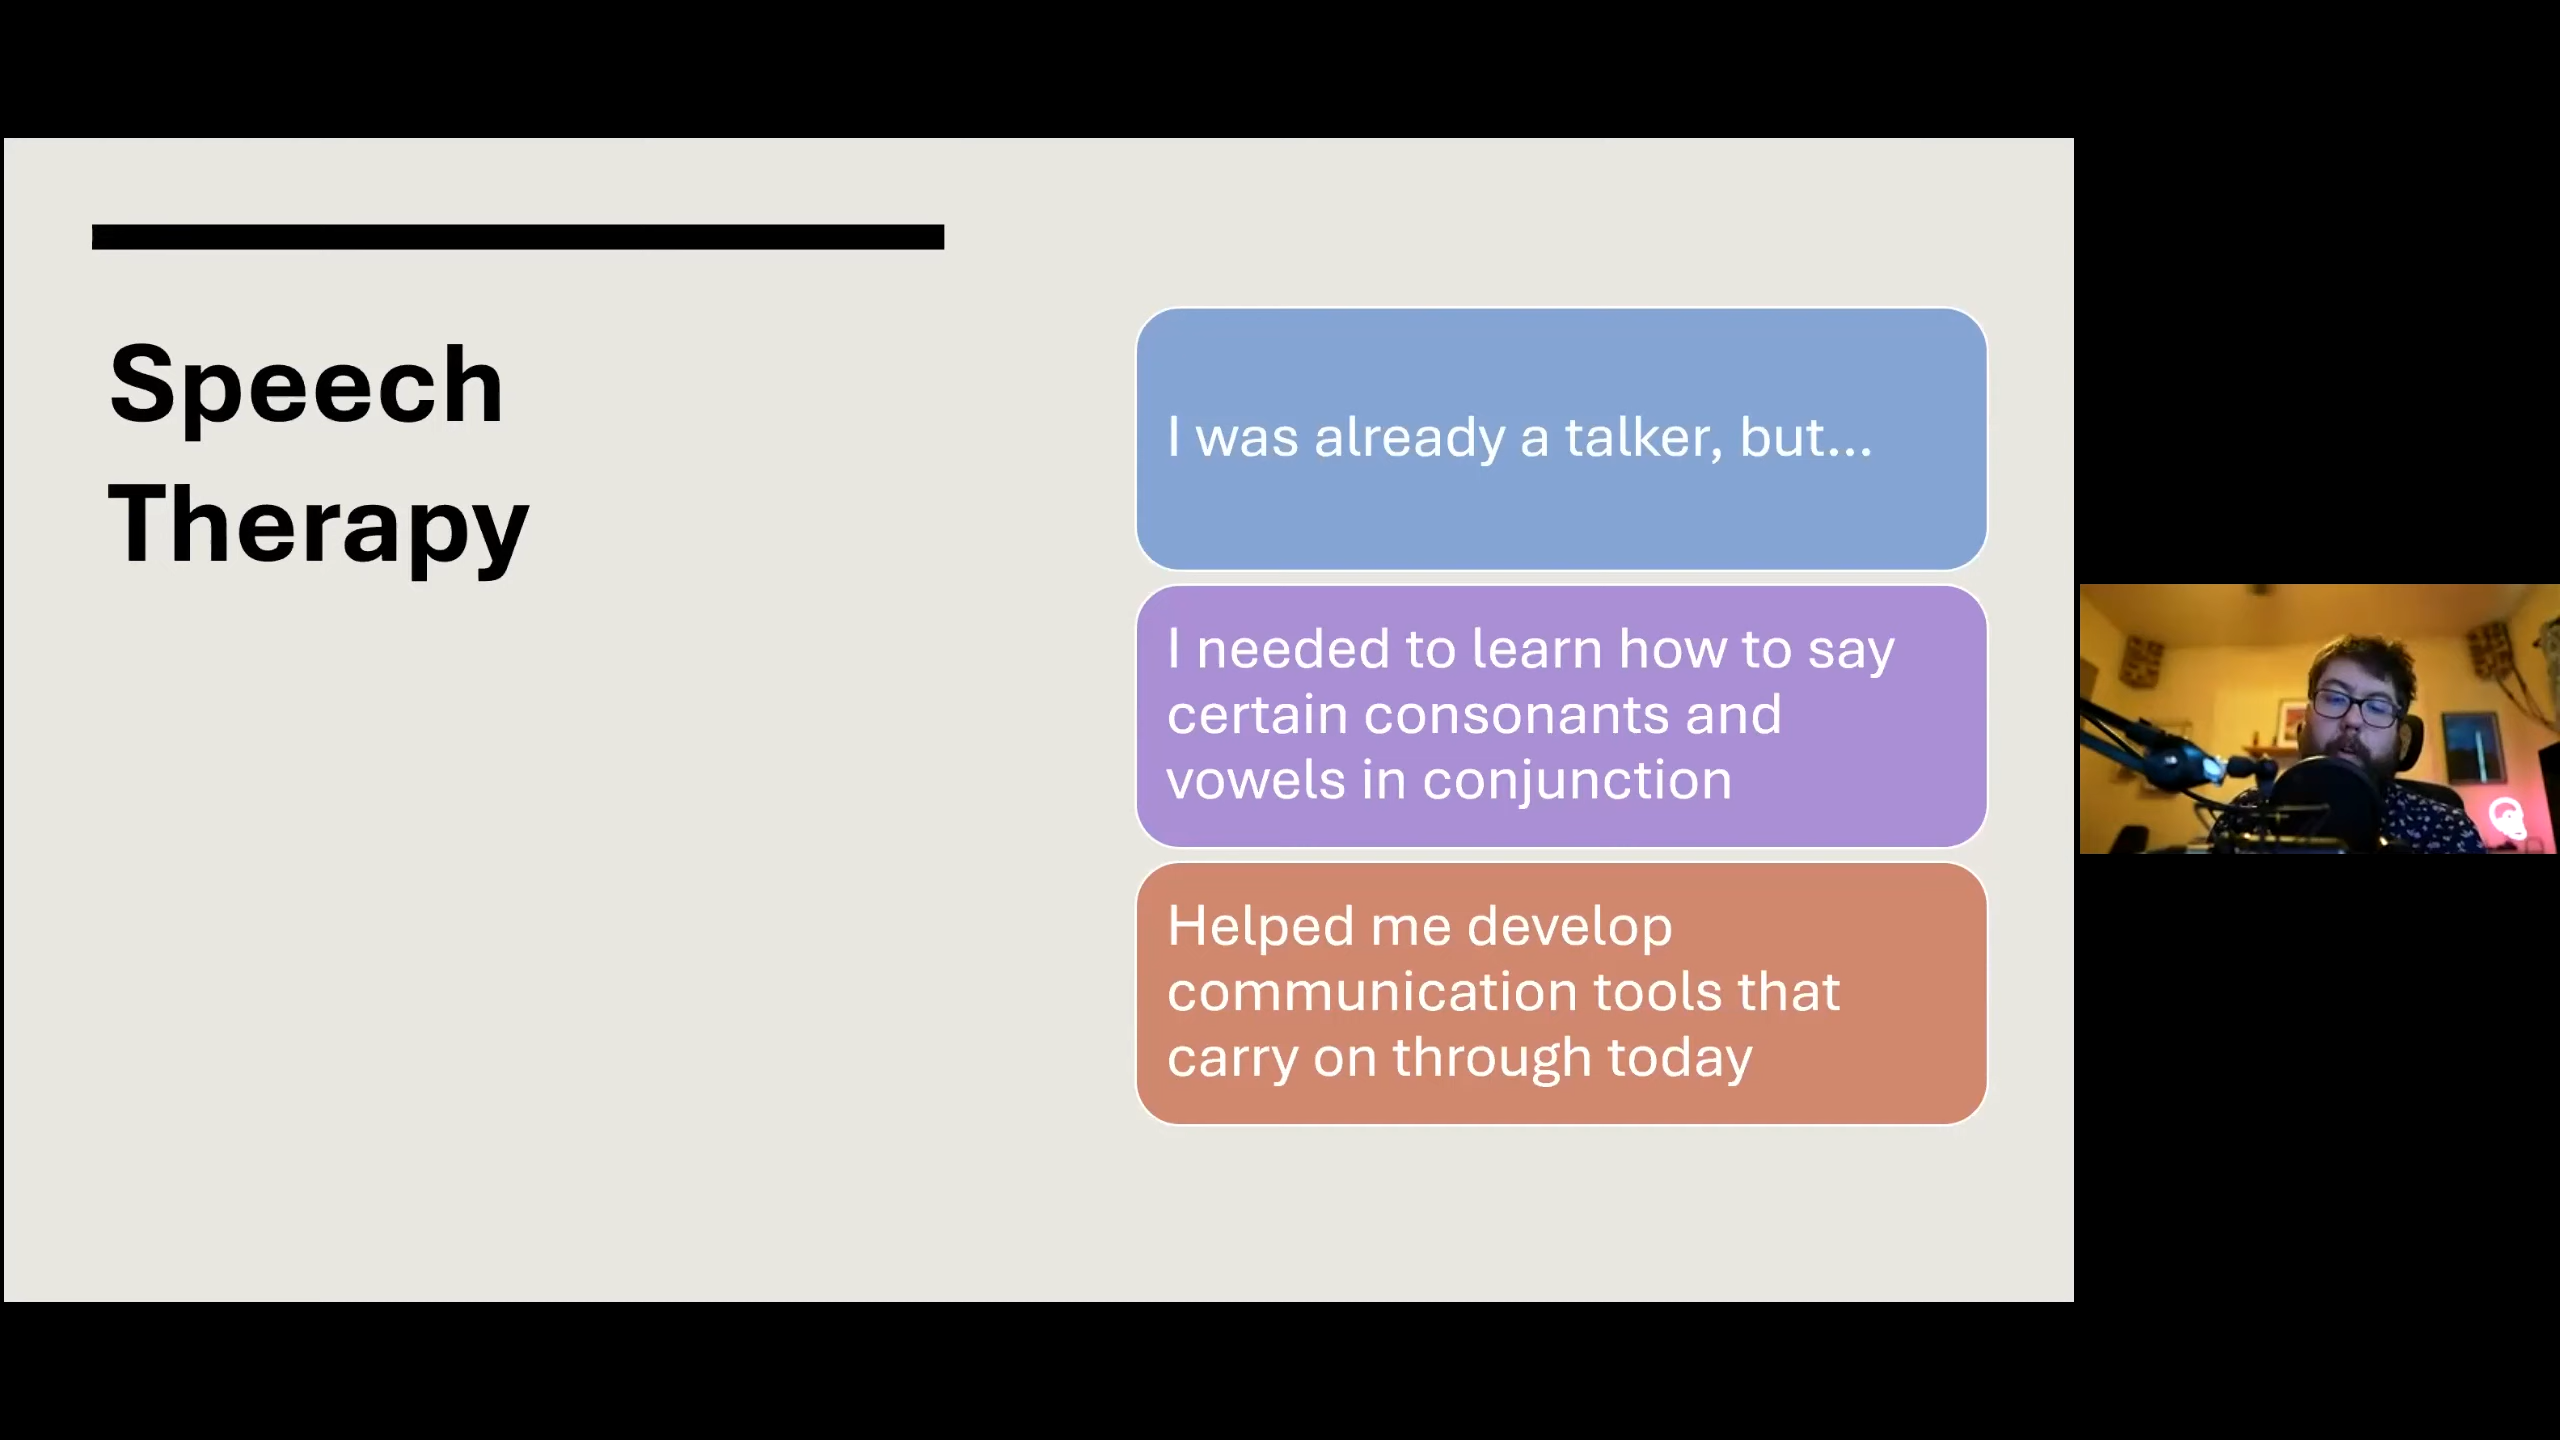 Speech
Therapy
I was already a talker, but...
I needed to learn how to say
certain consonants and
vowels in conjunction
Helped me develop
communication tools that
carry on through today